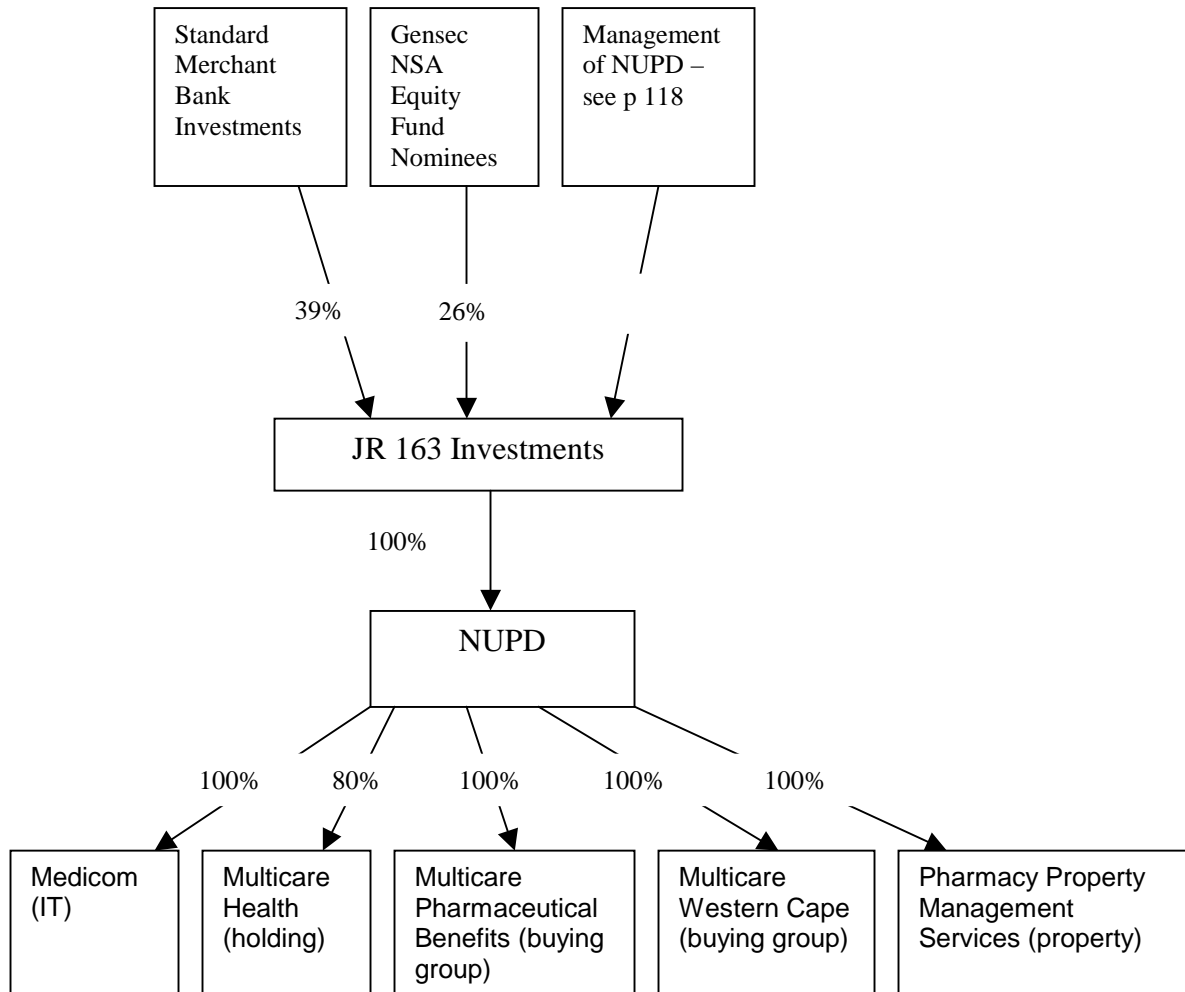 Standard
Merchant
Bank
Investments
Gensec
NSA
Equity
Fund
Nominees
Management
of NUPD –
see p 118
39%
26%
JR 163 Investments
100%
NUPD
100%
80%
100%
100%
100%
Medicom
(IT)
Multicare
Health
(holding)
Multicare
Pharmaceutical
Benefits (buying
group)
Multicare
Western Cape
(buying group)
Pharmacy Property
Management
Services (property)